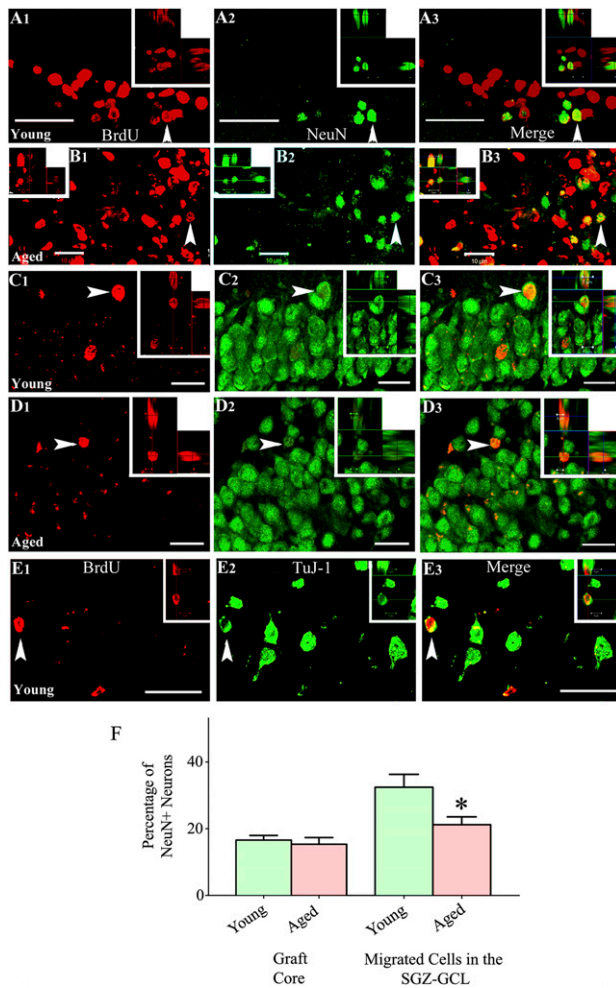 A1
A2
A3
Young
BrdU
NeuN
Merge
B1
B2
B3
Aged
10 µm
10 µm
C1
C2
C3
Young
D1
D2
D3
Aged
E1
BrdU
E2
TuJ-1
E3
Merge
Young
F
Percentage of
NeuN+ Neurons
40
20
0
Young
Aged
Young
Aged
Graft
Core
Migrated Cells in the
SGZ-GCL
*